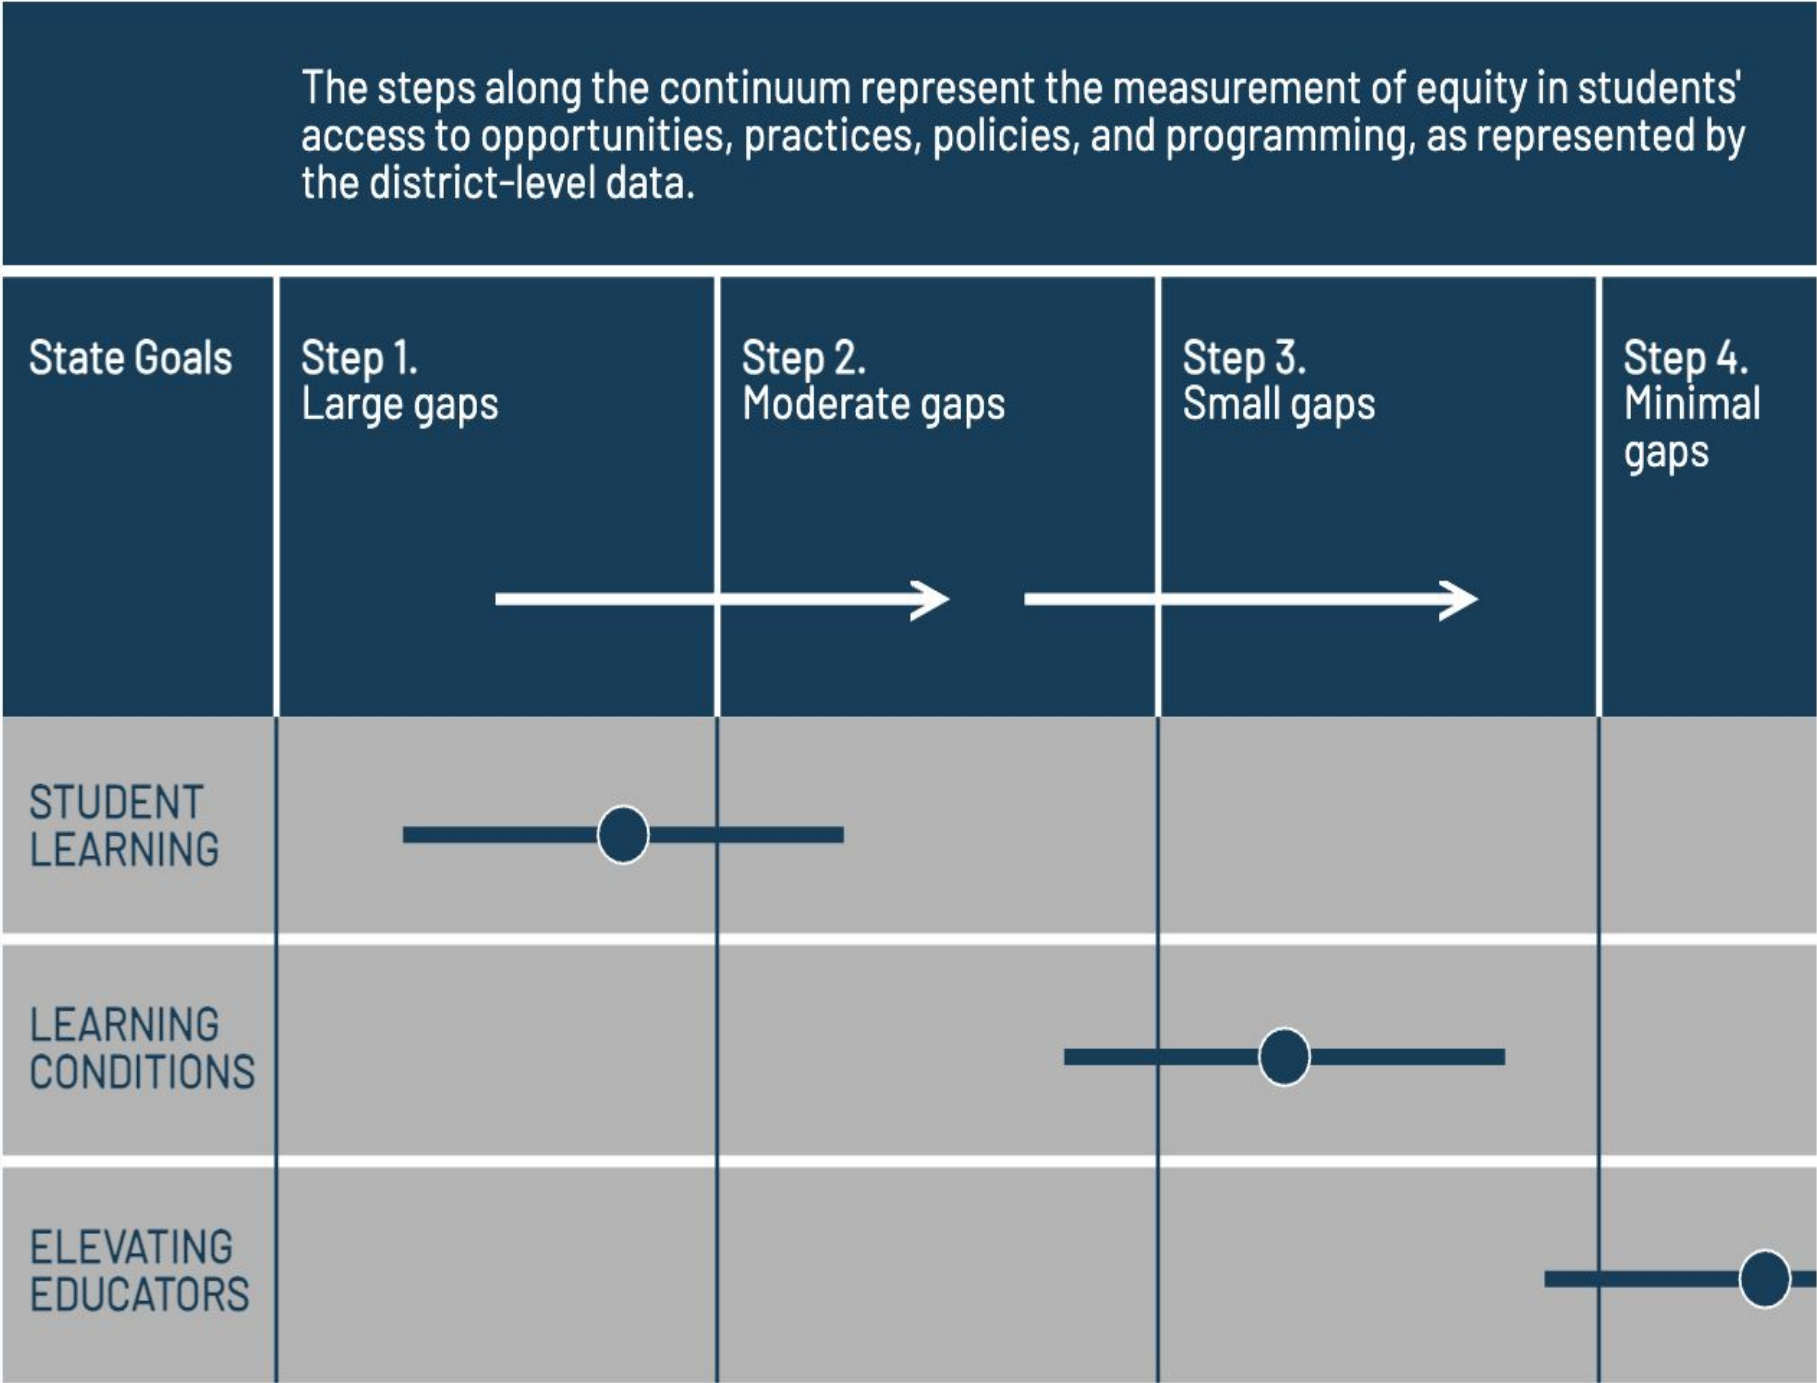 The steps along the continuum represent the measurement of equity in students'
access to opportunities, practices, policies, and programming, as represented by
the district-level data.
State Goals
Step 1.
Large gaps
Step 2.
Moderate gaps
Step 3.
Small gaps
Step 4.
Minimal
gaps
STUDENT
LEARNING
LEARNING
CONDITIONS
ELEVATING
EDUCATORS